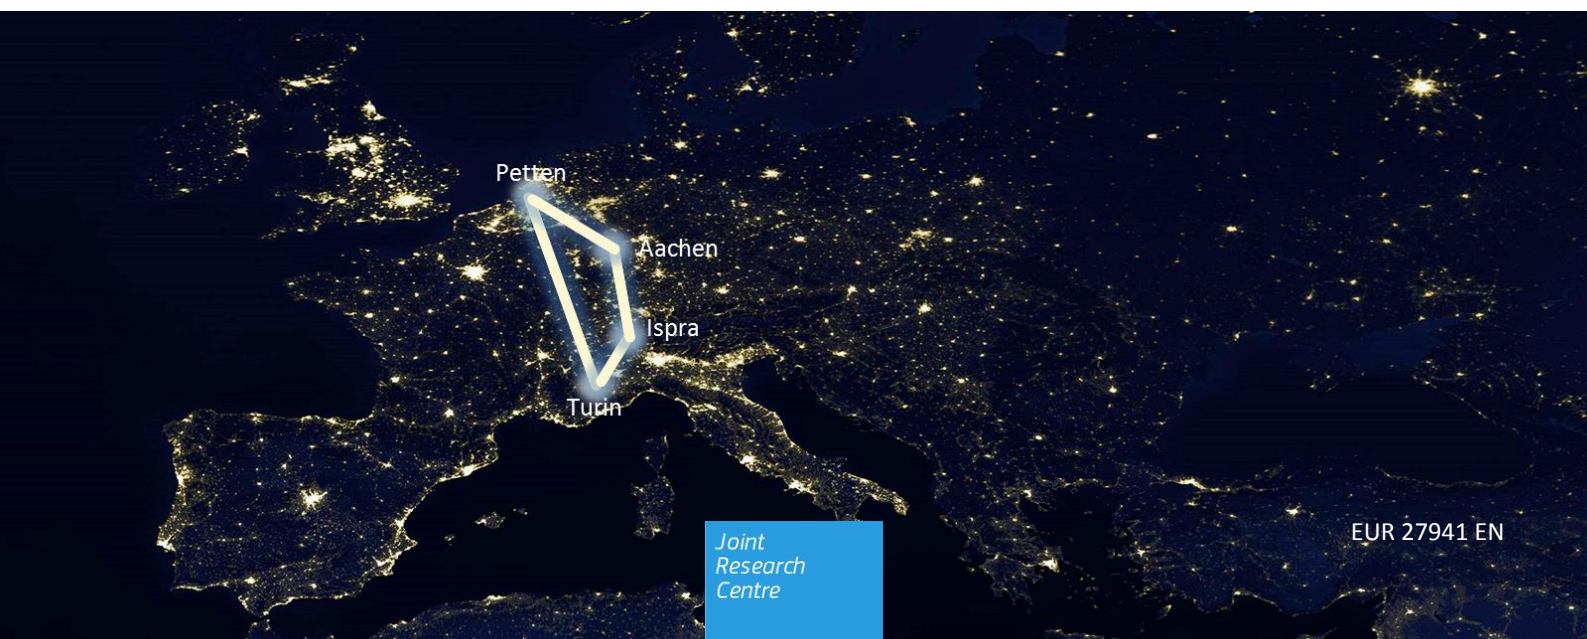 Petten
Aachen
Ispra
Turin
EUR 27941 EN
Joint
Research
Centre